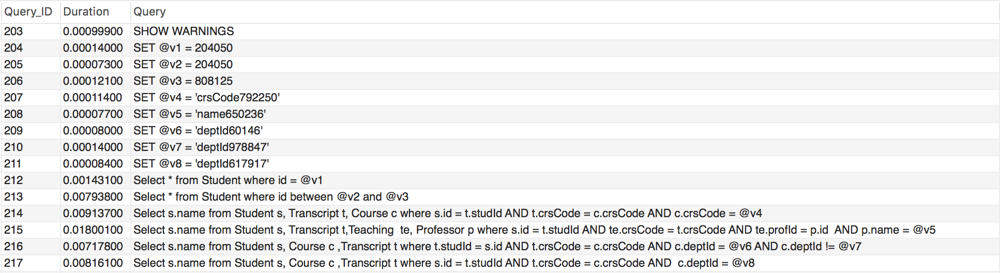 Query_ID Duration Query
203 0.00099900 SHOW WARNINGS
204 0.00014000 SET @v1 = 204050
205 0.00007300 SET @v2 = 204050
206 0.00012100 SET @v3 = 808125
207 0.00011400 SET @v4 = 'crsCode792250'
208 0.00007700 SET @v5 = 'name650236'
209 0.00008000 SET @v6 = 'deptId60146'
210 0.00014000 SET @v7 = 'deptId978847'
211 0.00008400 SET @v8 = 'deptId617917'
212 0.00143100 Select * from Student where id = @v1
213 0.00793800 Select * from Student where id between @v2 and @v3
214 0.00913700 Select s.name from Student s, Transcript t, Course c where s.id = t.studId AND t.crsCode = c.crsCode AND c.crsCode = @v4
215 0.01800100 Select s.name from Student s, Transcript t,Teaching  te, Professor p where s.id = t.studId AND te.crsCode = t.crsCode AND te.profId = p.id  AND p.name = @v5
216 0.00717800 Select s.name from Student s, Course c ,Transcript t where t.studId = s.id AND t.crsCode = c.crsCode AND c.deptId = @v6 AND c.deptId != @v7
217 0.00816100 Select s.name from Student s, Course c ,Transcript t where s.id = t.studId AND t.crsCode = c.crsCode AND  c.deptId = @v8